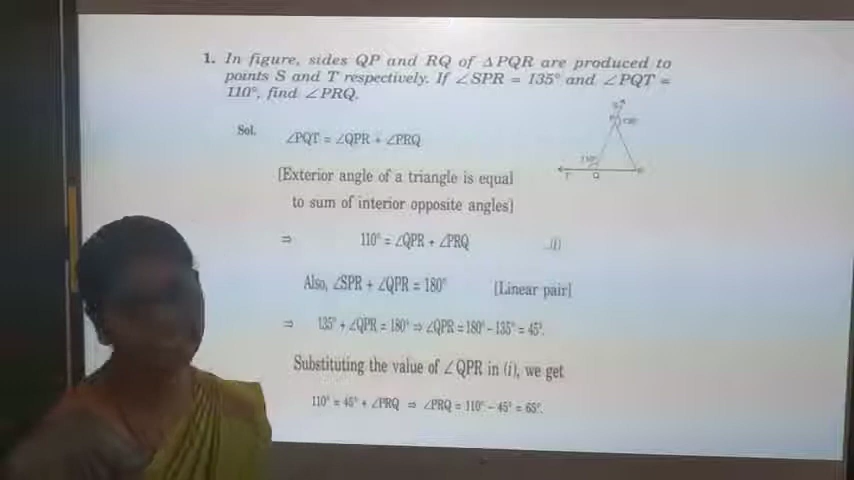 1. In figure, sides QP and RQ of ΔPQR are produced to
points S and T respectively. If ∠SPR = 135° and ∠PQT =
110°, find ∠PRQ.
Sol.
∠PQT = ∠QPR + ∠PRQ
[Exterior angle of a triangle is equal
to sum of interior opposite angles]
⇒ 110° = ∠QPR + ∠PRQ ...(i)
Also, ∠SPR + ∠QPR = 180° [Linear pair]
⇒ 135° + ∠QPR = 180° ⇒ ∠QPR = 180° – 135° = 45°.
Substituting the value of ∠QPR in (i), we get
110° = 45° + ∠PRQ ⇒ ∠PRQ = 110° – 45° = 65°.
S
P 135°
110°
T Q